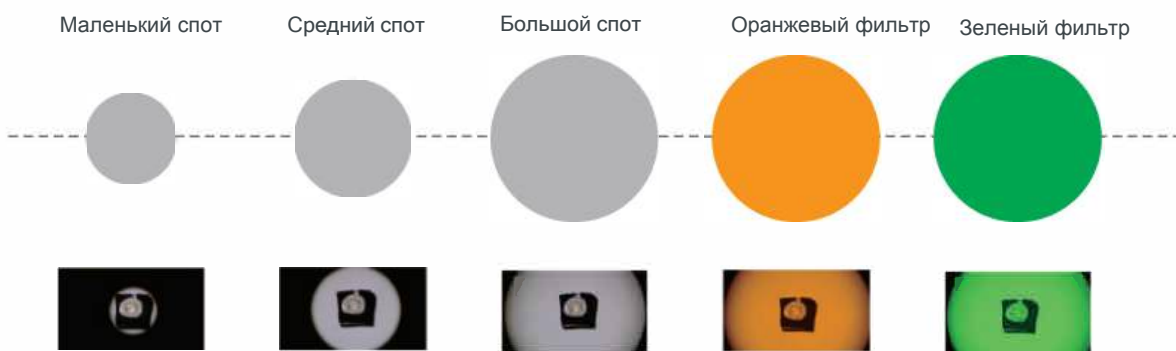 Маленький спот
Средний спот
Большой спот
Оранжевый фильтр
Зеленый фильтр